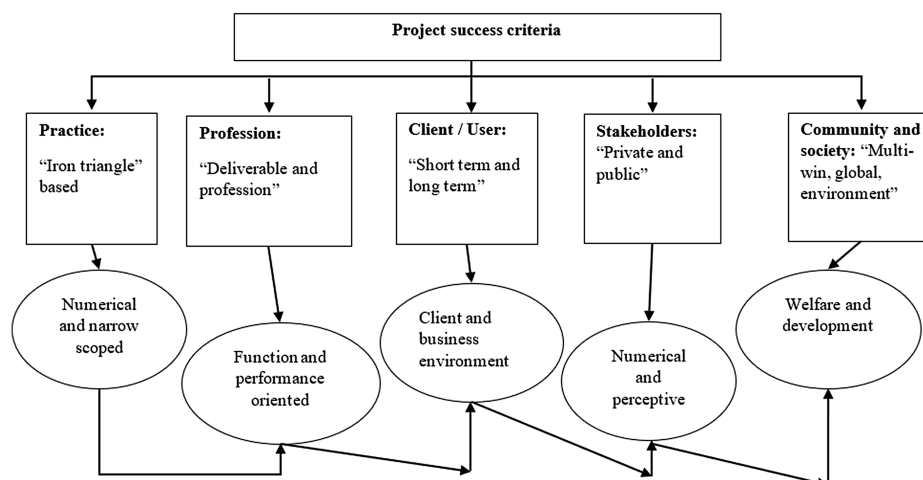 Project success criteria
Practice:
“Iron triangle”
based
Profession:
“Deliverable and
profession”
Client / User:
“Short term and
long term”
Stakeholders:
“Private and
public”
Community and
society: “Multi-
win, global,
environment”
Numerical
and narrow
scoped
Function and
performance
oriented
Client and
business
environment
Numerical
and
perceptive
Welfare and
development